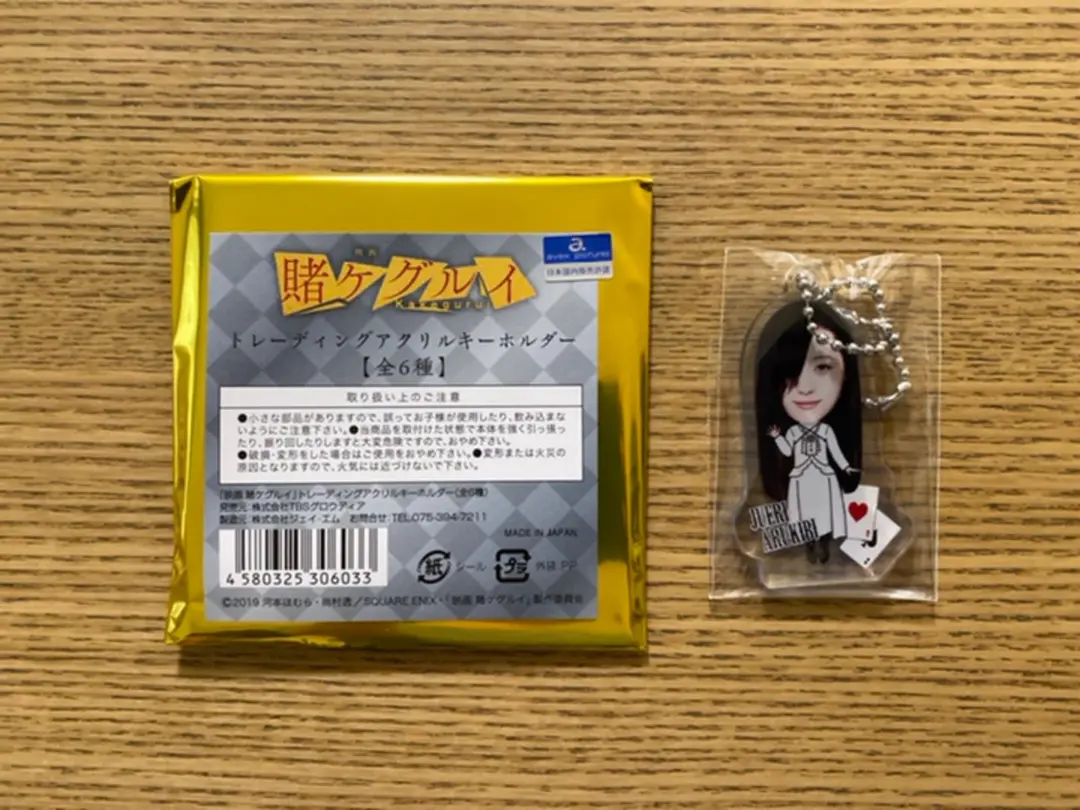 映画
賭ケグルイ
Kakegurui
a.
avex pictures
日本国内販売許諾
トレーディングアクリルキーホルダー
【全6種】
取り扱い上のご注意
●小さな部品がありますので、誤ってお子様が使用したり、飲み込まな
いようにご注意下さい。●当商品を取付けた状態で本体を強く引っ張っ
たり、振り回したりしますと大変危険ですので、おやめ下さい。
●破損・変形をした場合はご使用をおやめ下さい。●変形または火災の
原因となりますので、火気には近づけないで下さい。
「映画 賭ケグルイ」トレーディングアクリルキーホルダー(全6種)
発売元:株式会社TBSグロウディア
製造元:株式会社ジェイ・エム お問合せ:TEL075-394-7211
MADE IN JAPAN
4 580325 306033
紙 シール
プラ 外袋 PP
©2019 河本ほむら・尚村透／SQUARE ENIX・「映画 賭ケグルイ」製作委員会
JUERI
ARUKIBI
J